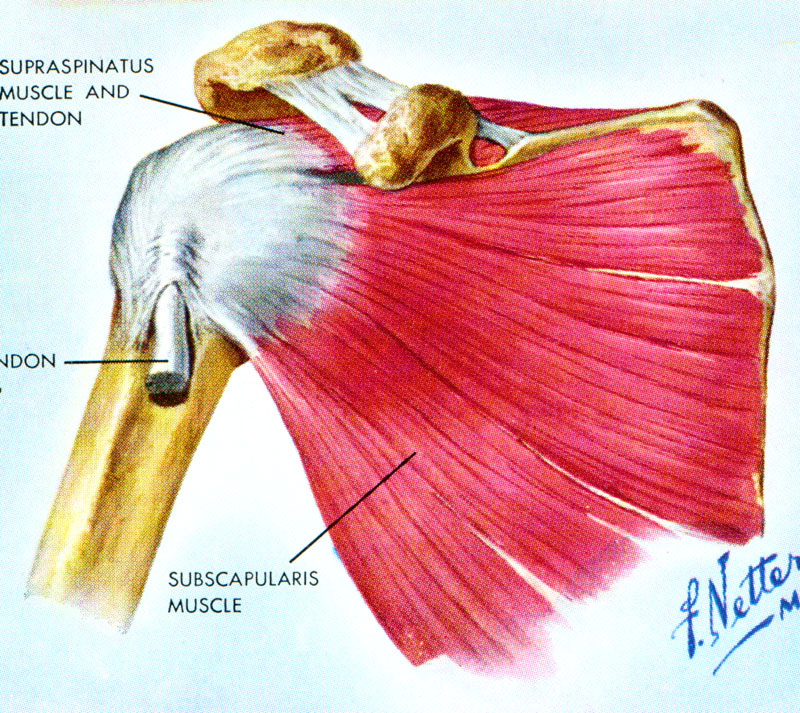 SUPRASPINATUS
MUSCLE AND
TENDON
NDON
SUBSCAPULARIS
MUSCLE
F. Netter
M